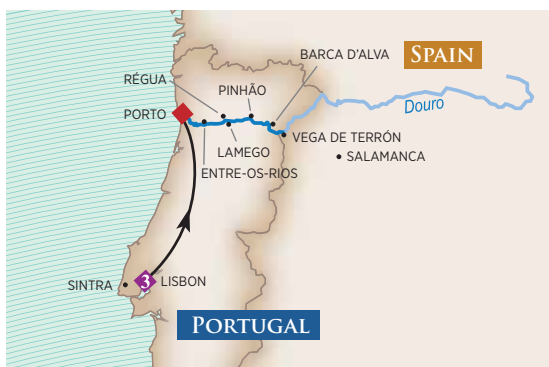 BARCA D'ALVA
SPAIN
RÉGUA
PINHÃO
Douro
PORTO
VEGA DE TERRÓN
LAMEGO
SALAMANCA
ENTRE-OS-RIOS
SINTRA
3
LISBON
PORTUGAL